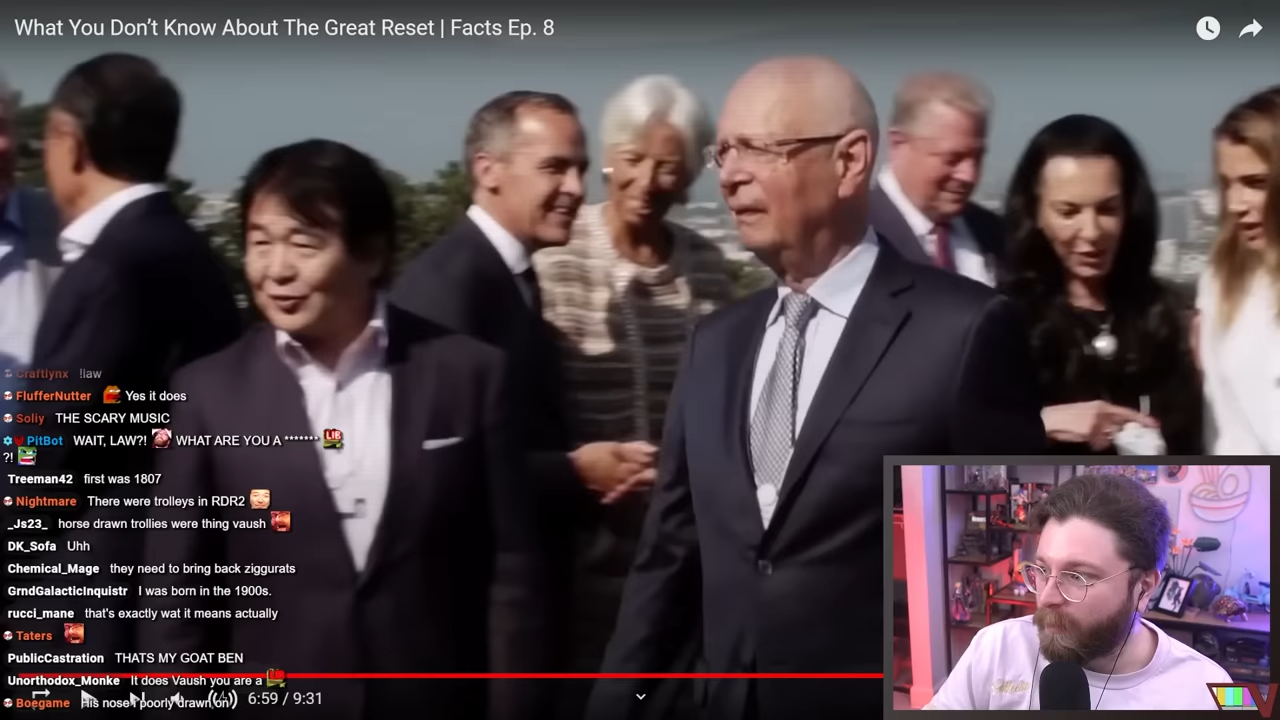 What You Don’t Know About The Great Reset | Facts Ep. 8
Craftlynx !law
FlufferNutter Yes it does
Solly THE SCARY MUSIC
PitBot WAIT, LAW?! WHAT ARE YOU A ******* LIB
?!
Treeman42 first was 1807
Nightmare There were trolleys in RDR2
_Js23_ horse drawn trollies were thing vaush
DK_Sofa Uhh
Chemical_Mage they need to bring back ziggurats
GrndGalacticInquistr I was born in the 1900s.
rucci_mane that's exactly wat it means actually
Taters
PublicCastration THATS MY GOAT BEN
Unorthodox_Monke It does Vaush you are a
Boegame His nose poorly drawn on
6:59 / 9:31